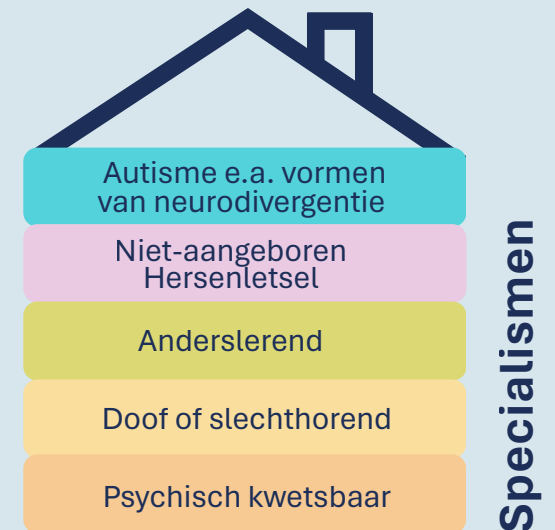 Autisme e.a. vormen
van neurodivergentie
Niet-aangeboren
Hersenletsel
Anderslerend
Doof of slechthorend
Psychisch kwetsbaar
Specialismen